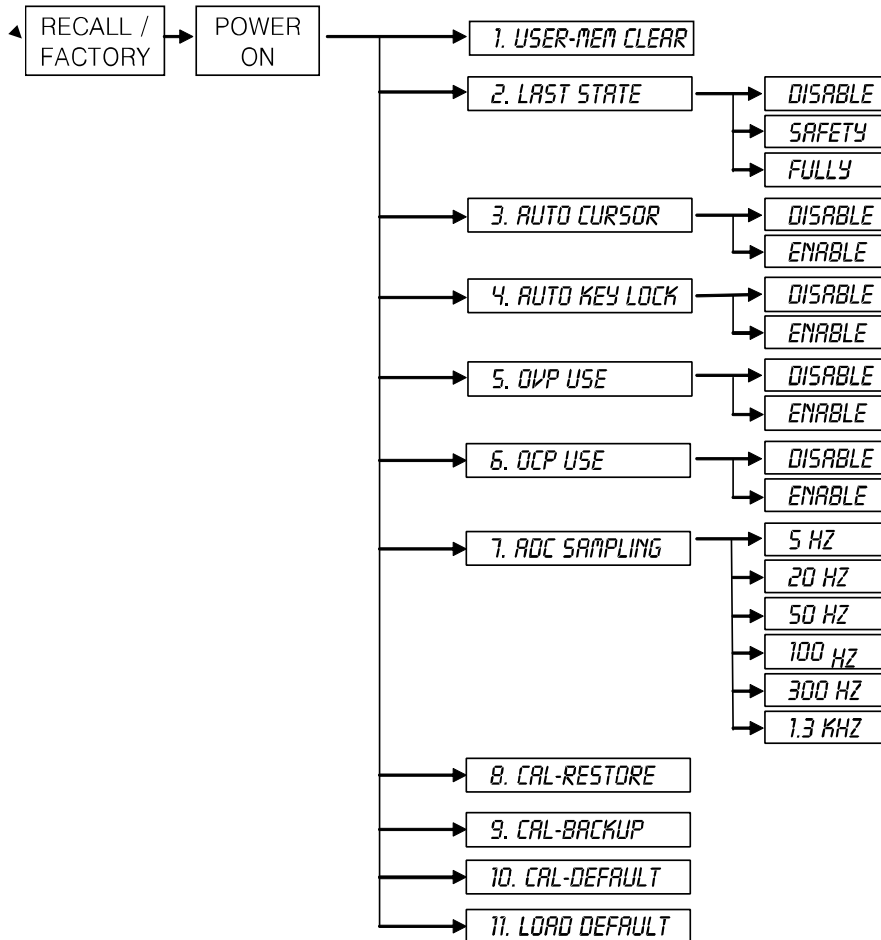 RECALL /
FACTORY
POWER
ON
1. USER-MEM CLEAR
2. LAST STATE
DISABLE
SAFETY
FULLY
3. AUTO CURSOR
DISABLE
ENABLE
4. AUTO KEY LOCK
DISABLE
ENABLE
5. OVP USE
DISABLE
ENABLE
6. OCP USE
DISABLE
ENABLE
7. ADC SAMPLING
5 HZ
20 HZ
50 HZ
100 HZ
300 HZ
1.3 KHZ
8. CAL-RESTORE
9. CAL-BACKUP
10. CAL-DEFAULT
11. LOAD DEFAULT